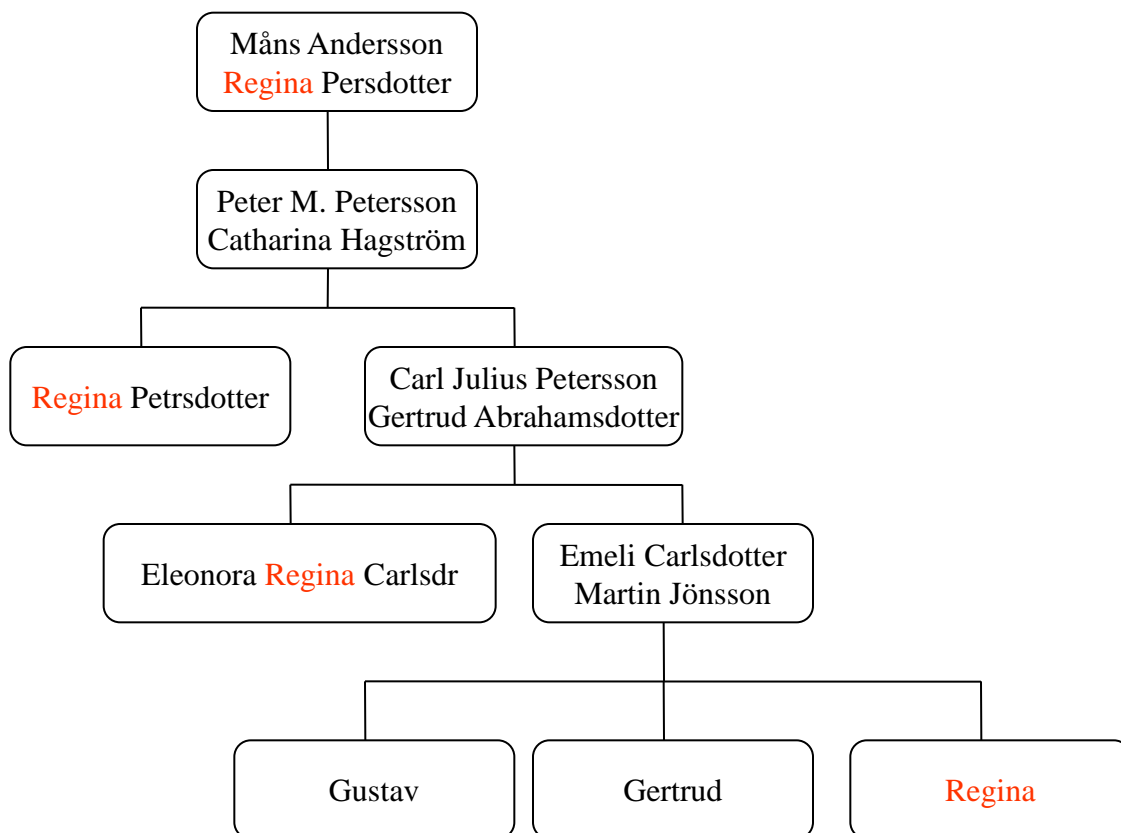 Måns Andersson
Regina Persdotter
Peter M. Petersson
Catharina Hagström
Regina Petrsdotter
Carl Julius Petersson
Gertrud Abrahamsdotter
Eleonora Regina Carlsdr
Emeli Carlsdotter
Martin Jönsson
Gustav
Gertrud
Regina